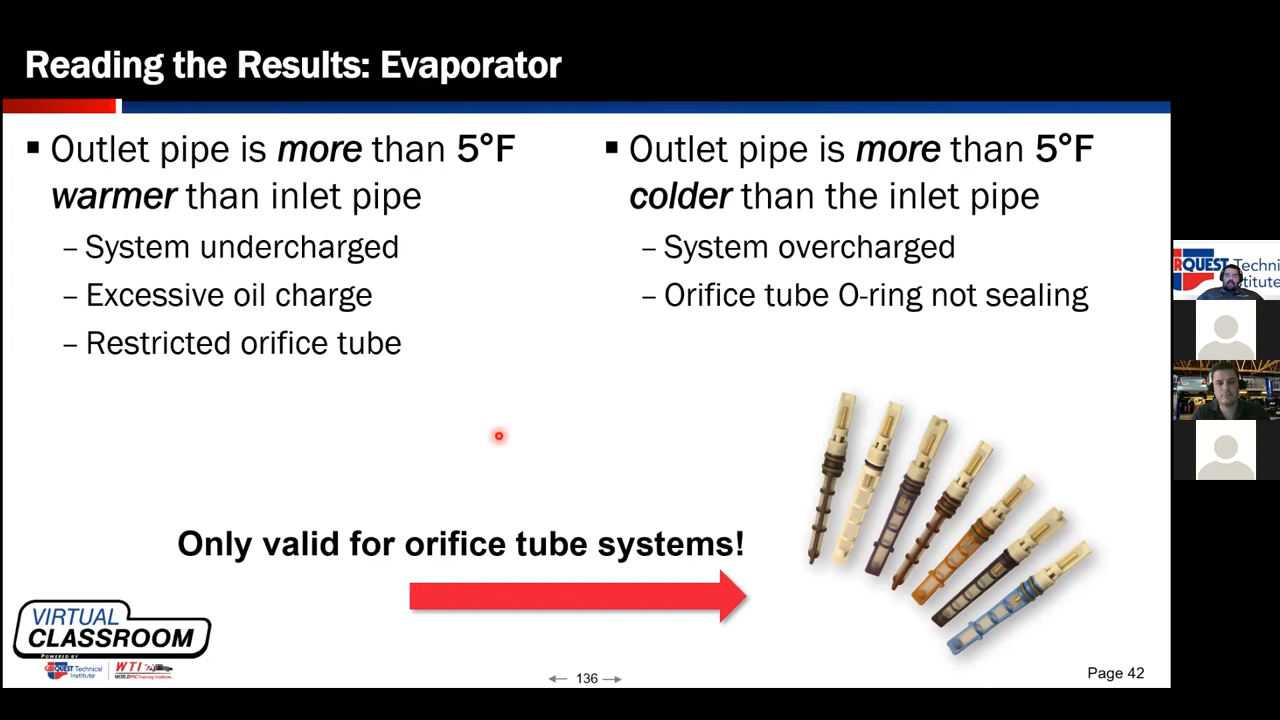 Reading the Results: Evaporator
▪ Outlet pipe is more than 5°F
warmer than inlet pipe
– System undercharged
– Excessive oil charge
– Restricted orifice tube
▪ Outlet pipe is more than 5°F
colder than the inlet pipe
– System overcharged
– Orifice tube O-ring not sealing
Only valid for orifice tube systems!
VIRTUAL
CLASSROOM
POWERED BY
Technical
Institute
WTI
WORLDPAC Training Institute
136
Page 42
RQUEST Techni
titute